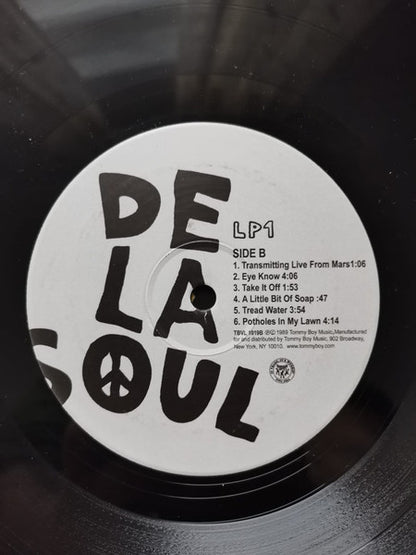 DE
LA
SOUL
LP1
SIDE B
1. Transmitting Live From Mars1:06
2. Eye Know 4:06
3. Take It Off 1:53
4. A Little Bit Of Soap :47
5. Tread Water 3:54
6. Potholes In My Lawn 4:14
TBVL 1019B ℗© 1989 Tommy Boy Music,Manufactured
for and distributed by Tommy Boy Music, 902 Broadway,
New York, NY 10010. www.tommyboy.com